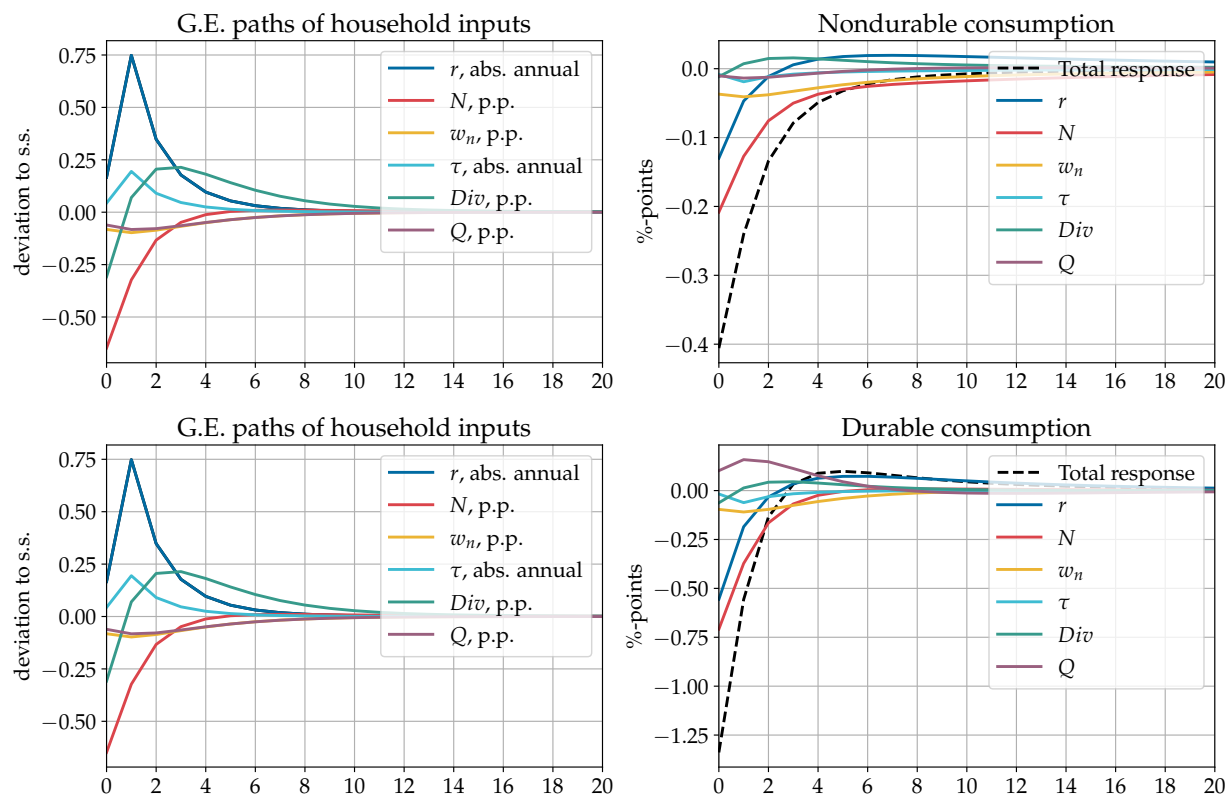 G.E. paths of household inputs
deviation to s.s.
0.75
0.50
0.25
0.00
−0.25
−0.50
r, abs. annual
N, p.p.
wₙ, p.p.
τ, abs. annual
Div, p.p.
Q, p.p.
0 2 4 6 8 10 12 14 16 18 20
Nondurable consumption
%-points
0.0
−0.1
−0.2
−0.3
−0.4
Total response
r
N
wₙ
τ
Div
Q
0 2 4 6 8 10 12 14 16 18 20
G.E. paths of household inputs
deviation to s.s.
0.75
0.50
0.25
0.00
−0.25
−0.50
r, abs. annual
N, p.p.
wₙ, p.p.
τ, abs. annual
Div, p.p.
Q, p.p.
0 2 4 6 8 10 12 14 16 18 20
Durable consumption
%-points
0.00
−0.25
−0.50
−0.75
−1.00
−1.25
Total response
r
N
wₙ
τ
Div
Q
0 2 4 6 8 10 12 14 16 18 20